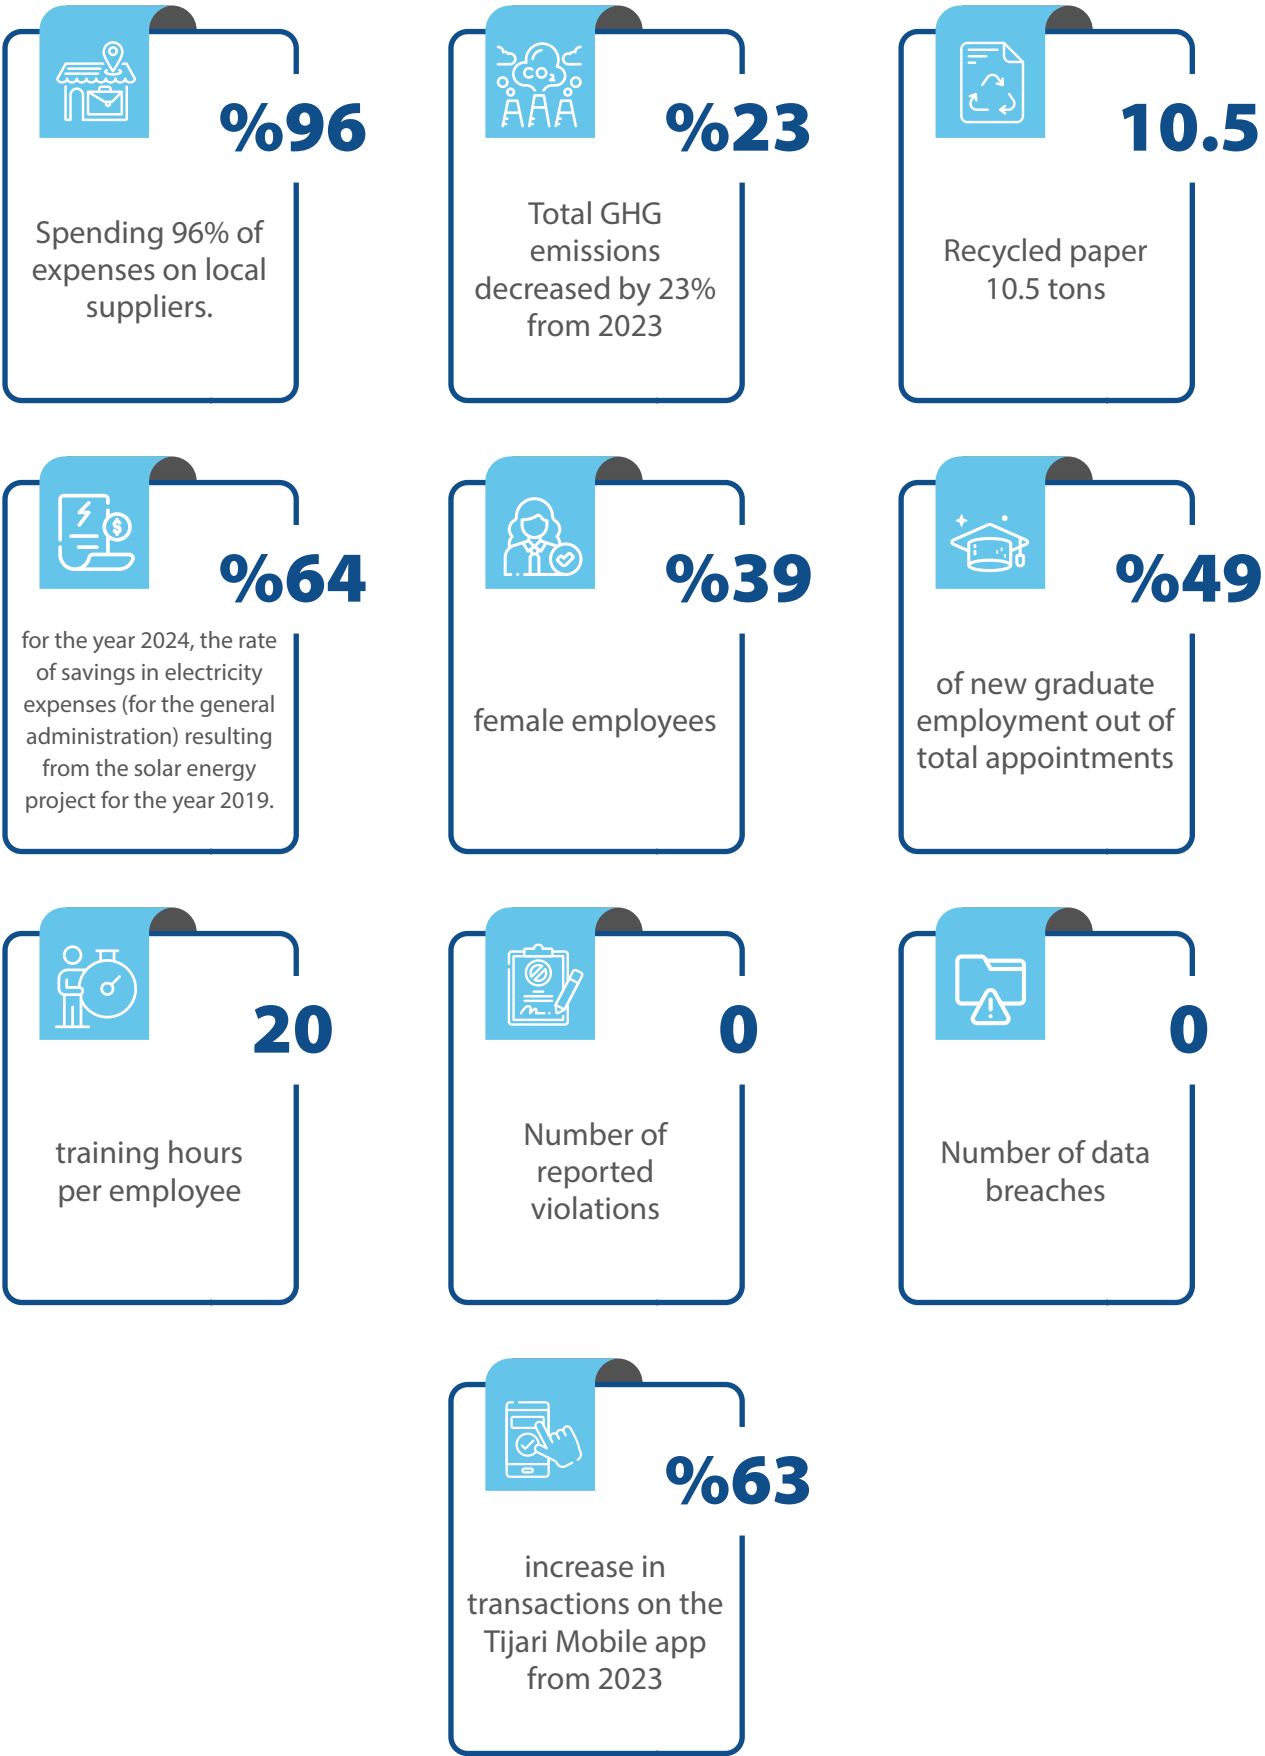 %96
Spending 96% of
expenses on local
suppliers.
CO2
%23
Total GHG
emissions
decreased by 23%
from 2023
10.5
Recycled paper
10.5 tons
$
%64
for the year 2024, the rate
of savings in electricity
expenses (for the general
administration) resulting
from the solar energy
project for the year 2019.
%39
female employees
%49
of new graduate
employment out of
total appointments
20
training hours
per employee
0
Number of
reported
violations
0
Number of data
breaches
%63
increase in
transactions on the
Tijari Mobile app
from 2023